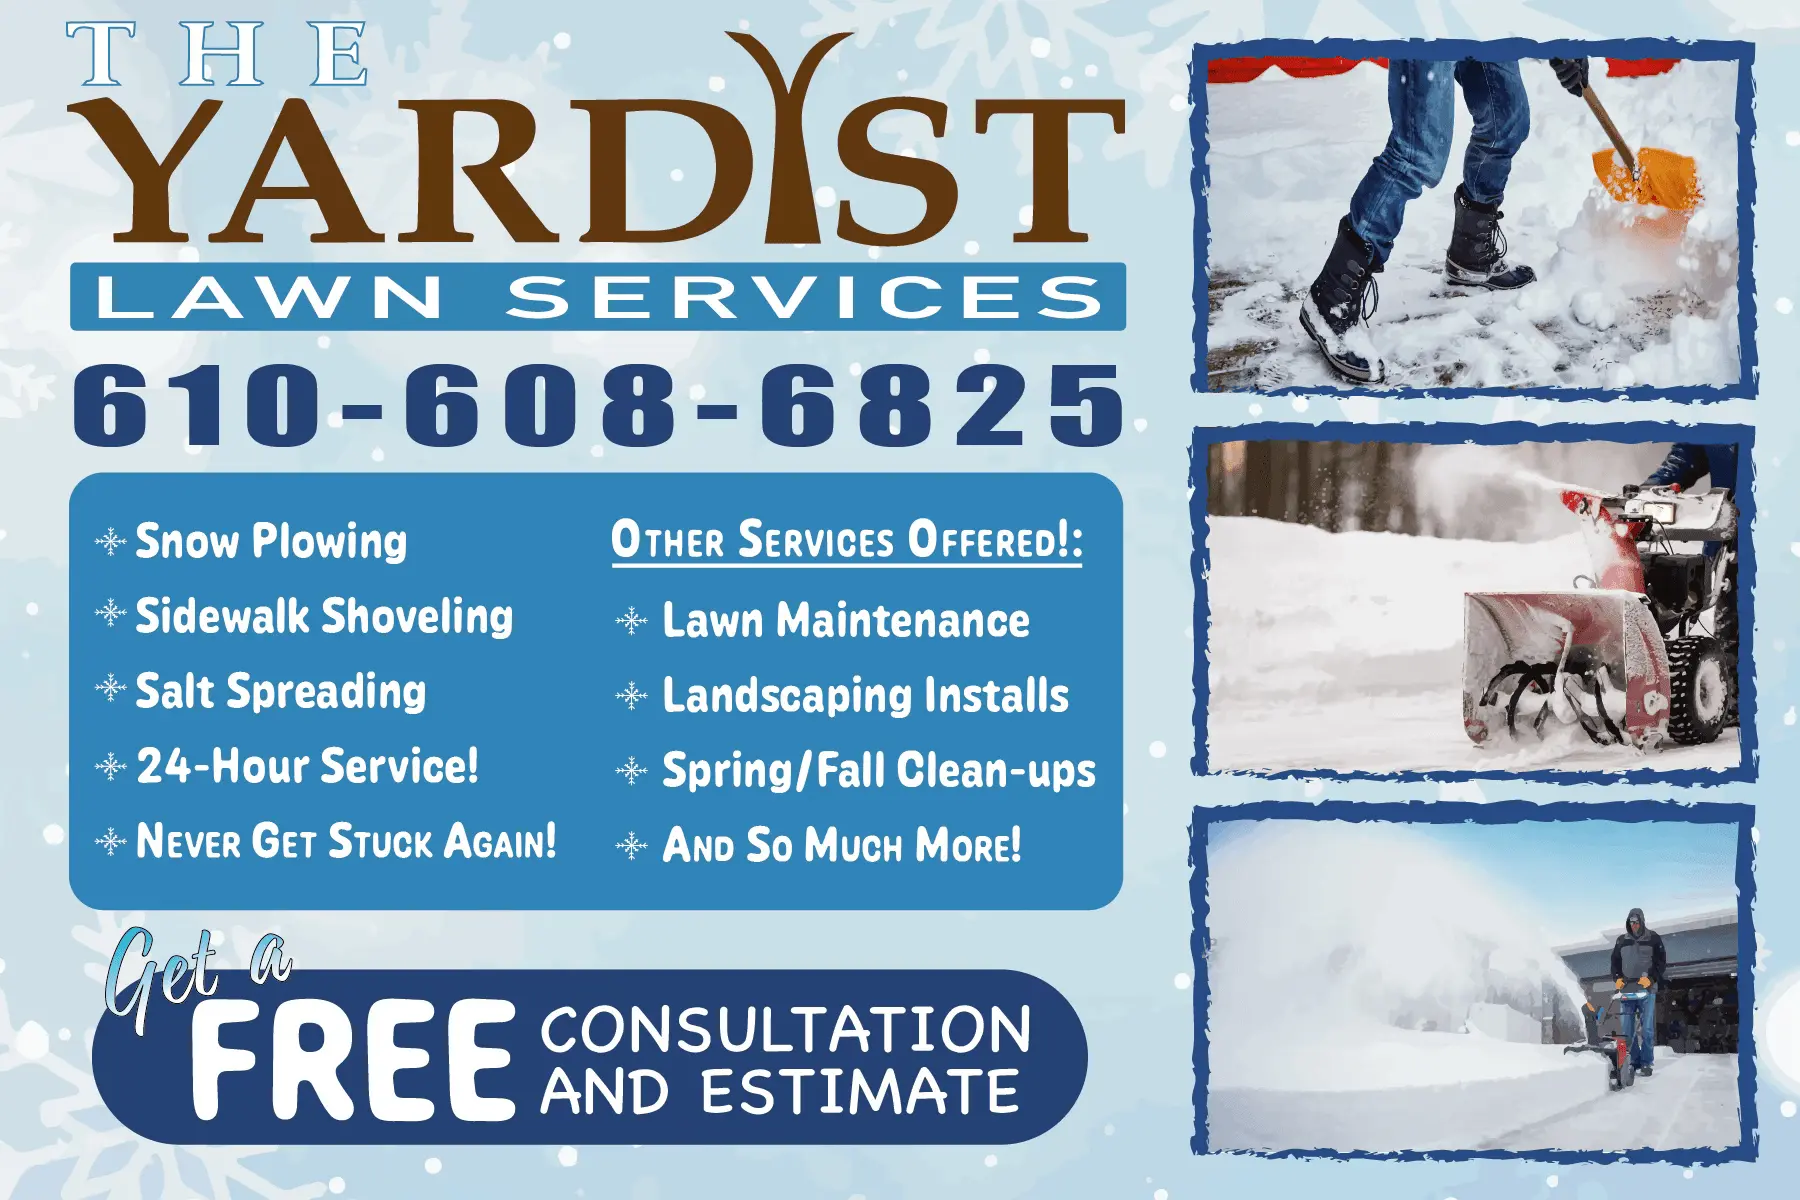 THE
YARDIST
LAWN SERVICES
610-608-6825
Snow Plowing
Sidewalk Shoveling
Salt Spreading
24-Hour Service!
NEVER GET STUCK AGAIN!
OTHER SERVICES OFFERED!:
Lawn Maintenance
Landscaping Installs
Spring/Fall Clean-ups
AND SO MUCH MORE!
Get a
FREE
CONSULTATION
AND ESTIMATE